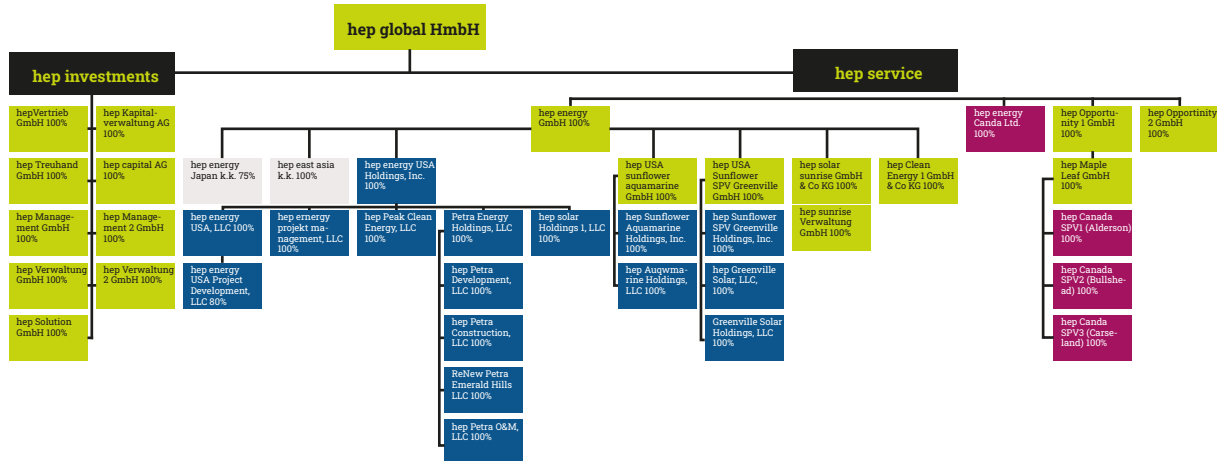 hep global HmbH
hep investments
hep service
hepVertrieb
GmbH 100%
hep Kapital-
verwaltung AG
100%
hep Treuhand
GmbH 100%
hep capital AG
100%
hep Manage-
ment GmbH
100%
hep Manage-
ment 2 GmbH
100%
hep Verwaltung
GmbH 100%
hep Verwaltung
2 GmbH 100%
hep Solution
GmbH 100%
hep energy
GmbH 100%
hep energy
Canda Ltd.
100%
hep Opportu-
nity 1 GmbH
100%
hep Opportinity
2 GmbH
100%
hep energy
Japan k.k. 75%
hep east asia
k.k. 100%
hep energy USA
Holdings, Inc.
100%
hep USA
sunflower
aquamarine
GmbH 100%
hep USA
Sunflower
SPV Greenville
GmbH 100%
hep solar
sunrise GmbH
& Co KG 100%
hep Clean
Energy 1 GmbH
& Co KG 100%
hep Maple
Leaf GmbH
100%
hep energy
USA, LLC 100%
hep ernergy
projekt ma-
nagement, LLC
100%
hep Peak Clean
Energy, LLC
100%
Petra Energy
Holdings, LLC
100%
hep solar
Holdings 1, LLC
100%
hep Sunflower
Aquamarine
Holdings, Inc.
100%
hep Sunflower
SPV Greenville
Holdings, Inc.
100%
hep sunrise
Verwaltung
GmbH 100%
hep Canada
SPV1 (Alderson)
100%
hep energy
USA Project
Development,
LLC 80%
hep Petra
Development,
LLC 100%
hep Auqwma-
rine Holdings,
LLC 100%
hep Greenville
Solar, LLC,
100%
hep Canada
SPV2 (Bullshe-
ad) 100%
hep Petra
Construction,
LLC 100%
Greenville Solar
Holdings, LLC
100%
hep Canda
SPV3 (Carse-
land) 100%
ReNew Petra
Emerald Hills
LLC 100%
hep Petra O&M,
LLC 100%